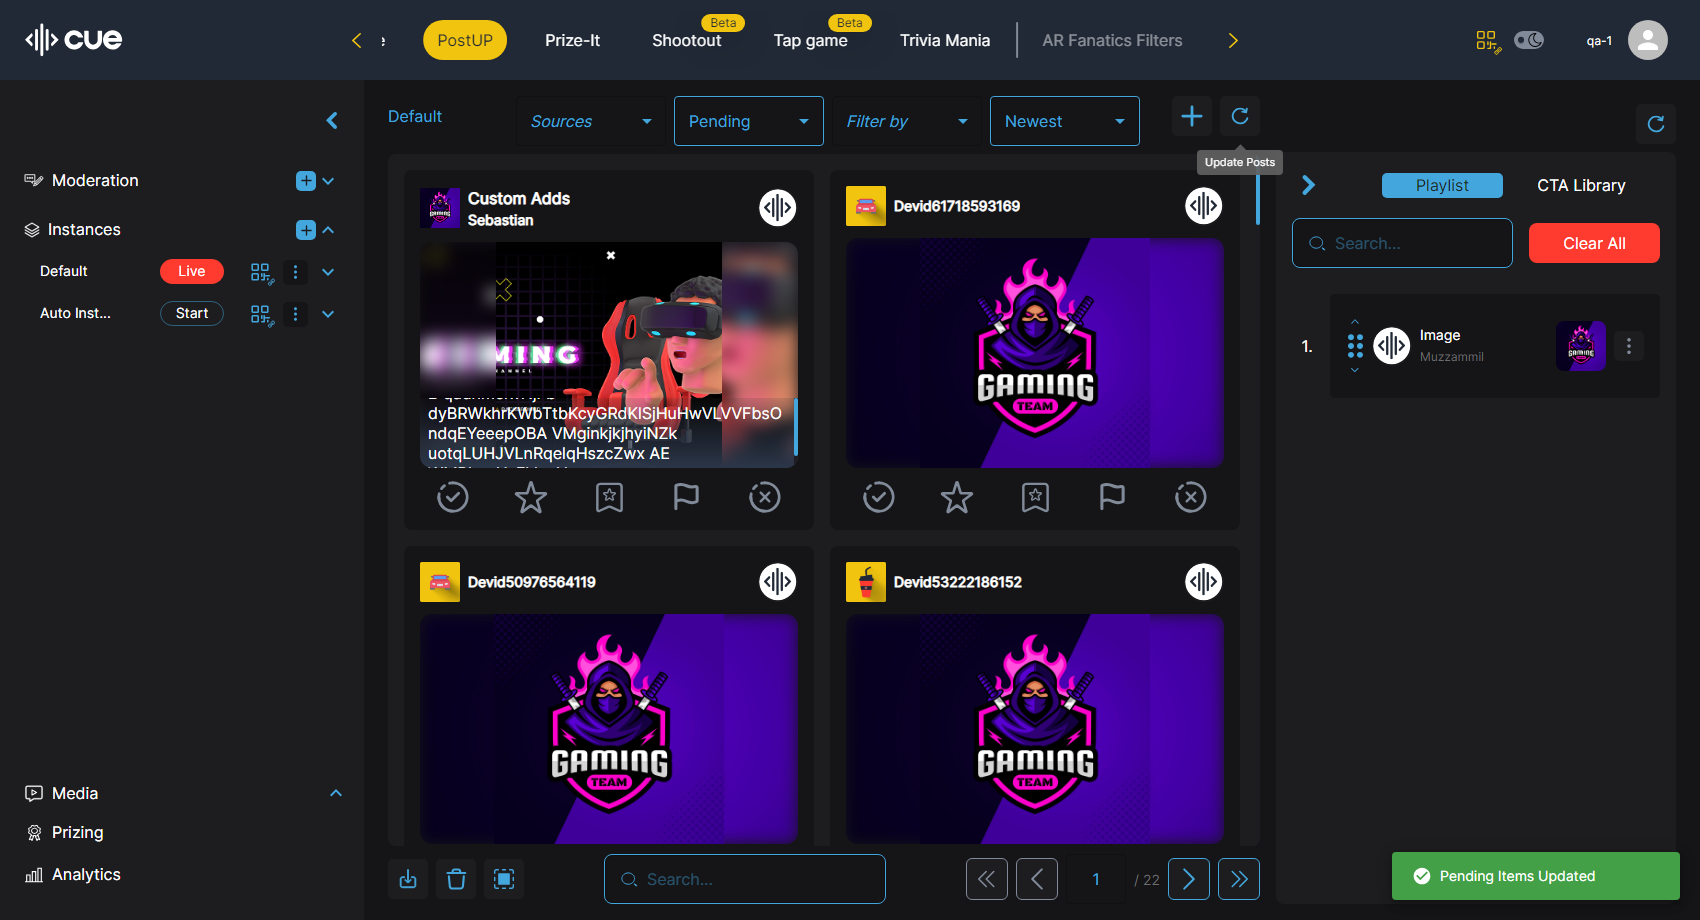 cue
PostUP
Prize-It
Beta
Shootout
Beta
Tap game
Trivia Mania
AR Fanatics Filters
qa-1
Default
Sources
Pending
Filter by
Newest
Update Posts
Moderation
Instances
Default
Live
Auto Inst...
Start
Media
Prizing
Analytics
Custom Adds
Sebastian
MING
dyBRWkhrKWbTtbKcyGRdKlSjHuHwVLVVFbsO
ndqEYeeepOBA VMginkjkjhyiNZk
uotqLUHJVLnRqelqHszcZwx AE
Devid61718593169
GAMING
TEAM
Devid50976564119
GAMING
TEAM
Devid53222186152
GAMING
TEAM
Search...
1
/ 22
Playlist
CTA Library
Search...
Clear All
1.
Image
Muzzammil
GAMING
Pending Items Updated